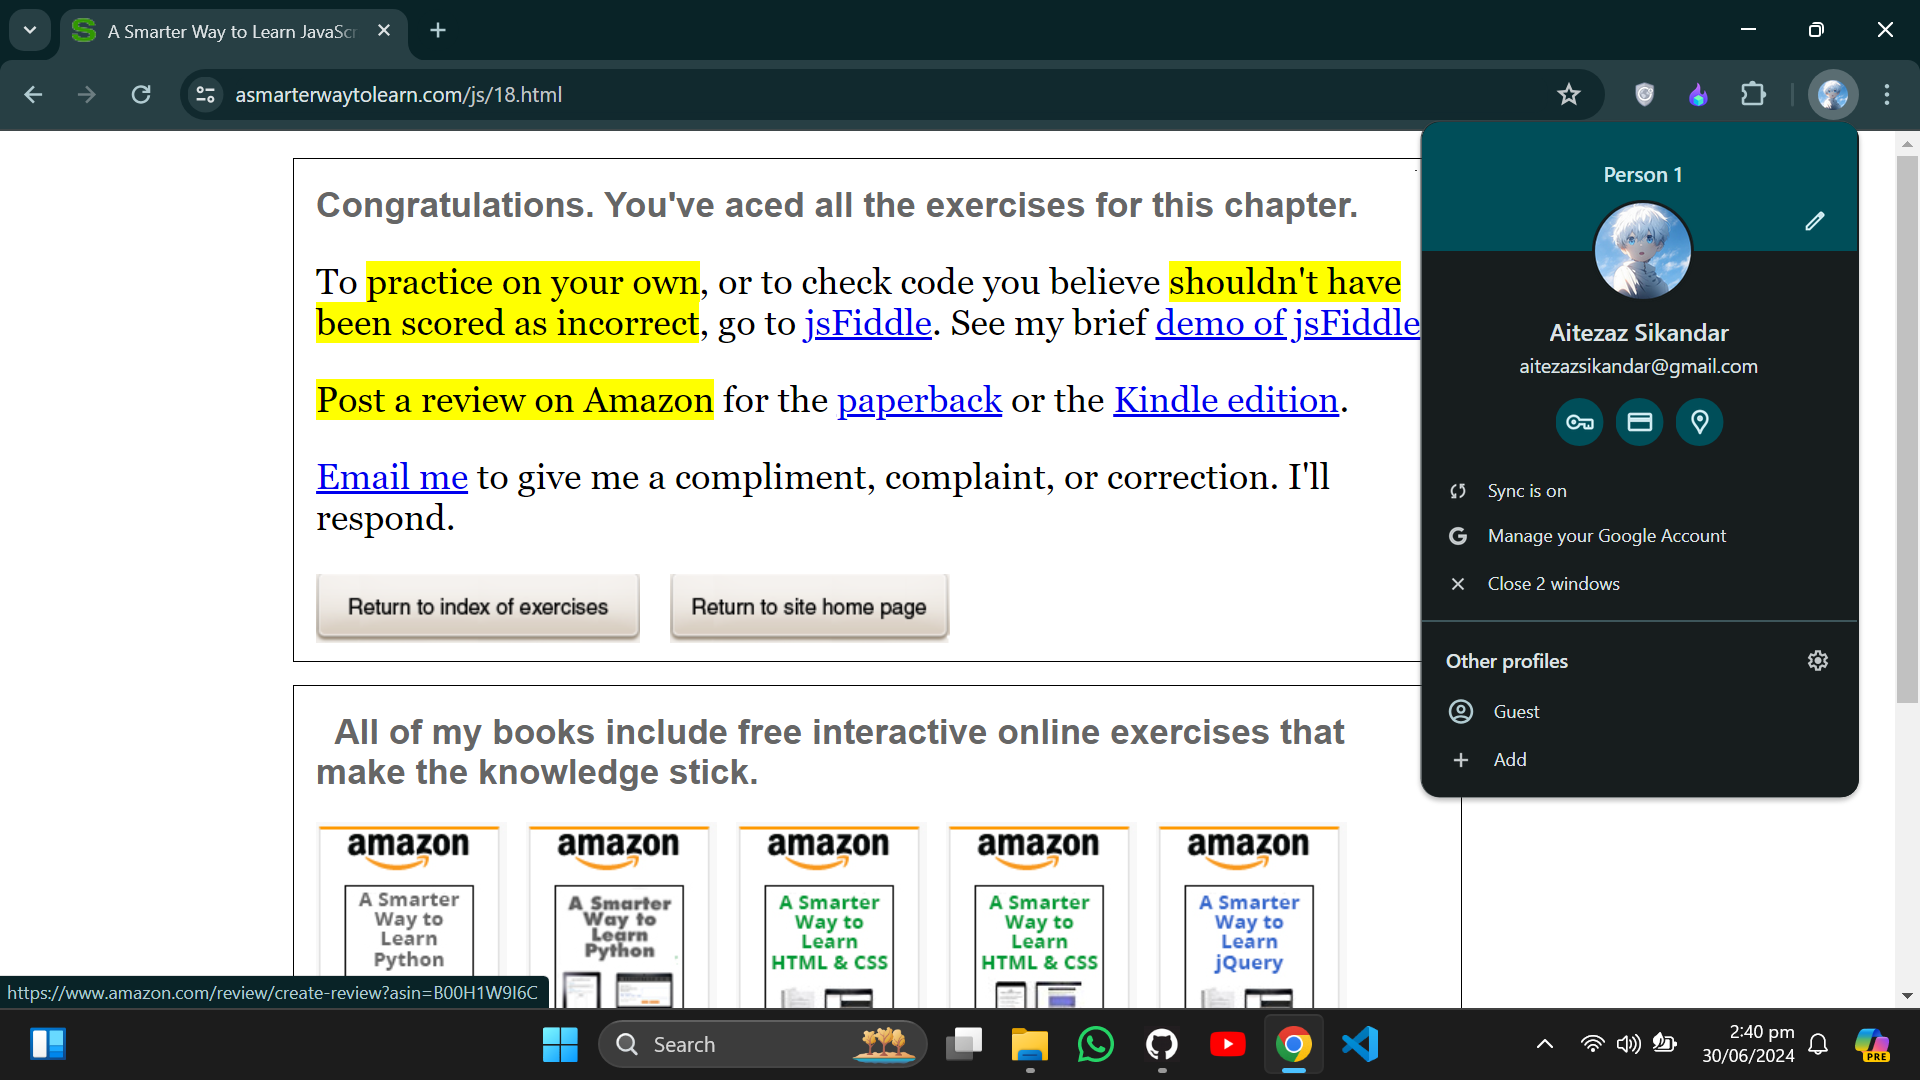 A Smarter Way to Learn JavaScr
asmarterwaytolearn.com/js/18.html
Congratulations. You've aced all the exercises for this chapter.
To practice on your own, or to check code you believe shouldn't have
been scored as incorrect, go to jsFiddle. See my brief demo of jsFiddle
Post a review on Amazon for the paperback or the Kindle edition.
Email me to give me a compliment, complaint, or correction. I'll
respond.
Return to index of exercises
Return to site home page
All of my books include free interactive online exercises that
make the knowledge stick.
amazon
A Smarter
Way to
Learn
Python
amazon
A Smarter
Way to
Learn
Python
amazon
A Smarter
Way to
Learn
HTML & CSS
amazon
A Smarter
Way to
Learn
HTML & CSS
amazon
A Smarter
Way to
Learn
jQuery
Person 1
Aitezaz Sikandar
aitezazsikandar@gmail.com
Sync is on
Manage your Google Account
Close 2 windows
Other profiles
Guest
Add
https://www.amazon.com/review/create-review?asin=B00H1W9I6C
Search
2:40 pm
30/06/2024
PRE